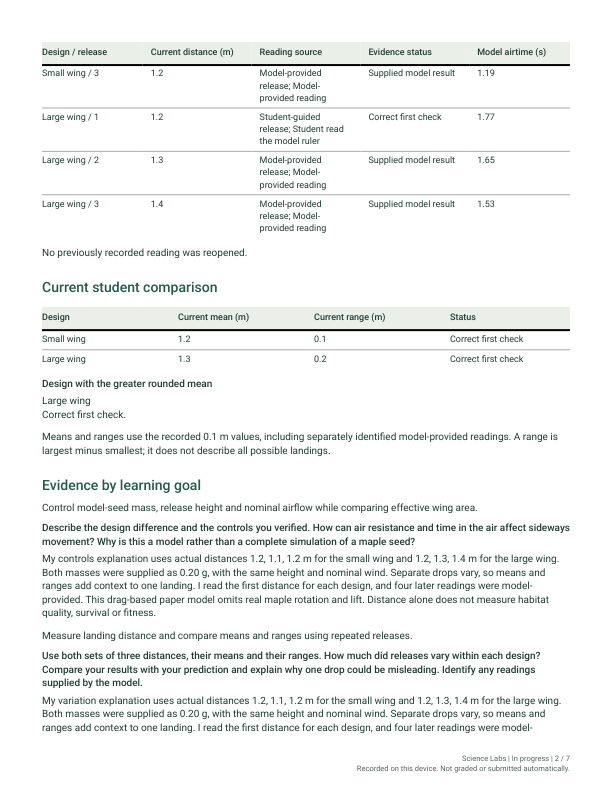 Design / release Current distance (m) Reading source Evidence status Model airtime (s)
Small wing / 3 1.2 Model-provided release; Model-provided reading Supplied model result 1.19
Large wing / 1 1.2 Student-guided release; Student read the model ruler Correct first check 1.77
Large wing / 2 1.3 Model-provided release; Model-provided reading Supplied model result 1.65
Large wing / 3 1.4 Model-provided release; Model-provided reading Supplied model result 1.53
No previously recorded reading was reopened.
Current student comparison
Design Current mean (m) Current range (m) Status
Small wing 1.2 0.1 Correct first check
Large wing 1.3 0.2 Correct first check
Design with the greater rounded mean
Large wing
Correct first check.
Means and ranges use the recorded 0.1 m values, including separately identified model-provided readings. A range is
largest minus smallest; it does not describe all possible landings.
Evidence by learning goal
Control model-seed mass, release height and nominal airflow while comparing effective wing area.
Describe the design difference and the controls you verified. How can air resistance and time in the air affect sideways
movement? Why is this a model rather than a complete simulation of a maple seed?
My controls explanation uses actual distances 1.2, 1.1, 1.2 m for the small wing and 1.2, 1.3, 1.4 m for the large wing.
Both masses were supplied as 0.20 g, with the same height and nominal wind. Separate drops vary, so means and
ranges add context to one landing. I read the first distance for each design, and four later readings were model-
provided. This drag-based paper model omits real maple rotation and lift. Distance alone does not measure habitat
quality, survival or fitness.
Measure landing distance and compare means and ranges using repeated releases.
Use both sets of three distances, their means and their ranges. How much did releases vary within each design?
Compare your results with your prediction and explain why one drop could be misleading. Identify any readings
supplied by the model.
My variation explanation uses actual distances 1.2, 1.1, 1.2 m for the small wing and 1.2, 1.3, 1.4 m for the large wing.
Both masses were supplied as 0.20 g, with the same height and nominal wind. Separate drops vary, so means and
ranges add context to one landing. I read the first distance for each design, and four later readings were model-
Science Labs | In progress | 2 / 7
Recorded on this device. Not graded or submitted automatically.